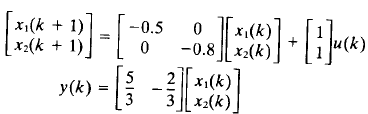 [x₁(k + 1); x₂(k + 1)] = [−0.5 0; 0 −0.8][x₁(k); x₂(k)] + [1; 1]u(k)
y(k) = [5/3 −2/3][x₁(k); x₂(k)]